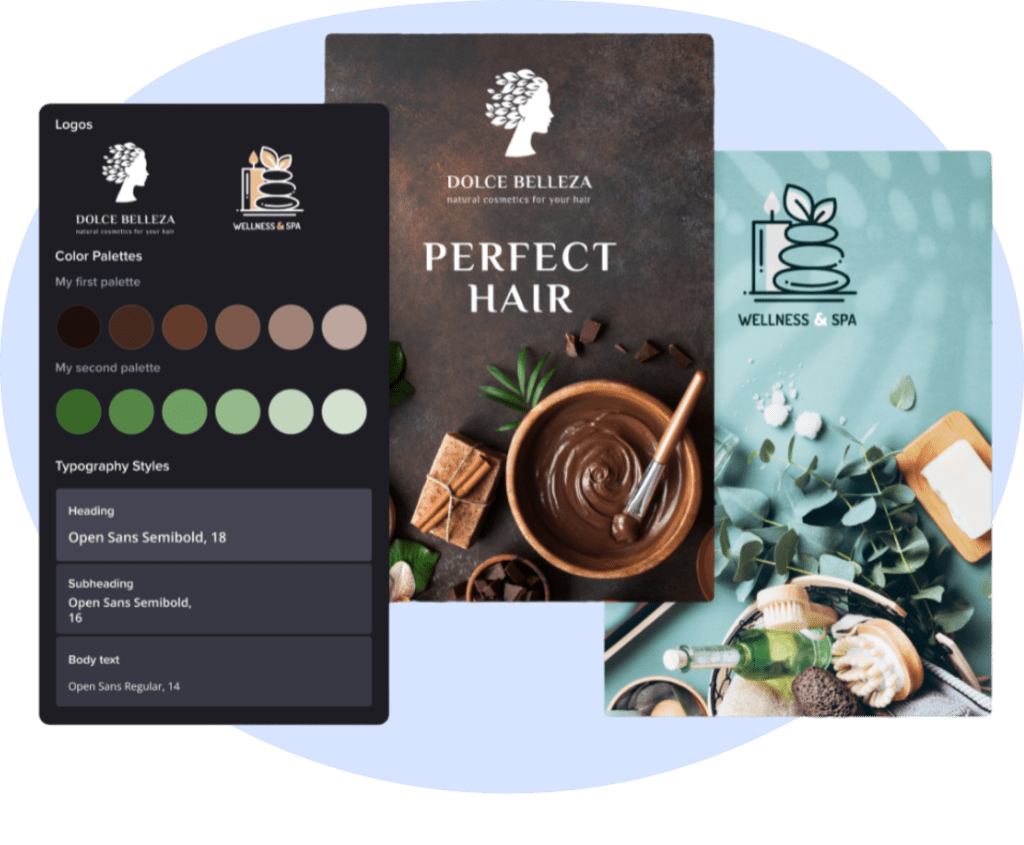 Logos
DOLCE BELLEZA
natural cosmetics for your hair
WELLNESS & SPA
Color Palettes
My first palette
My second palette
Typography Styles
Heading
Open Sans Semibold, 18
Subheading
Open Sans Semibold,
16
Body text
Open Sans Regular, 14
DOLCE BELLEZA
natural cosmetics for your hair
PERFECT
HAIR
WELLNESS & SPA